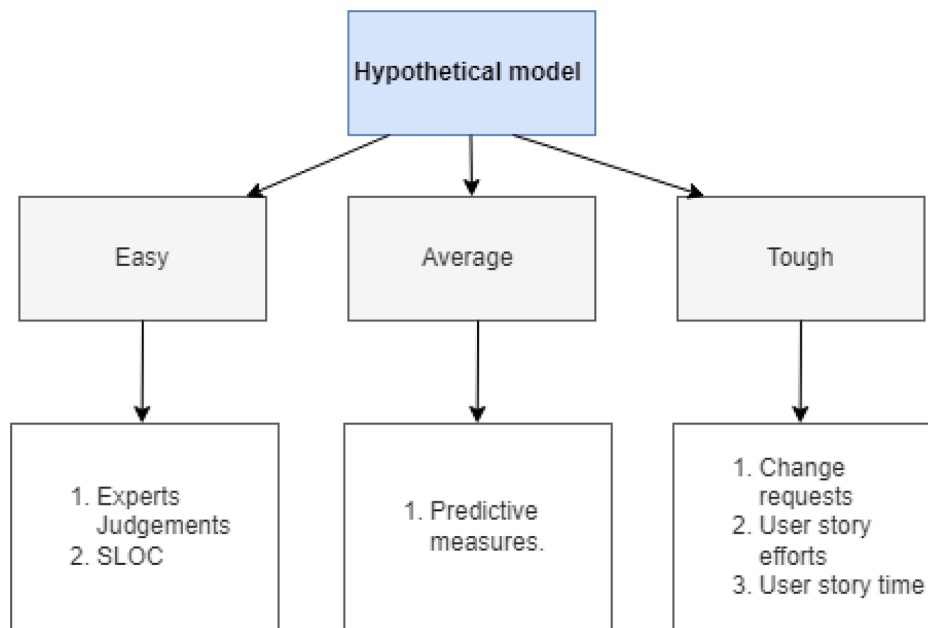 Hypothetical model
Easy
Average
Tough
1. Experts
Judgements
2. SLOC
1. Predictive
measures.
1. Change
requests
2. User story
efforts
3. User story time